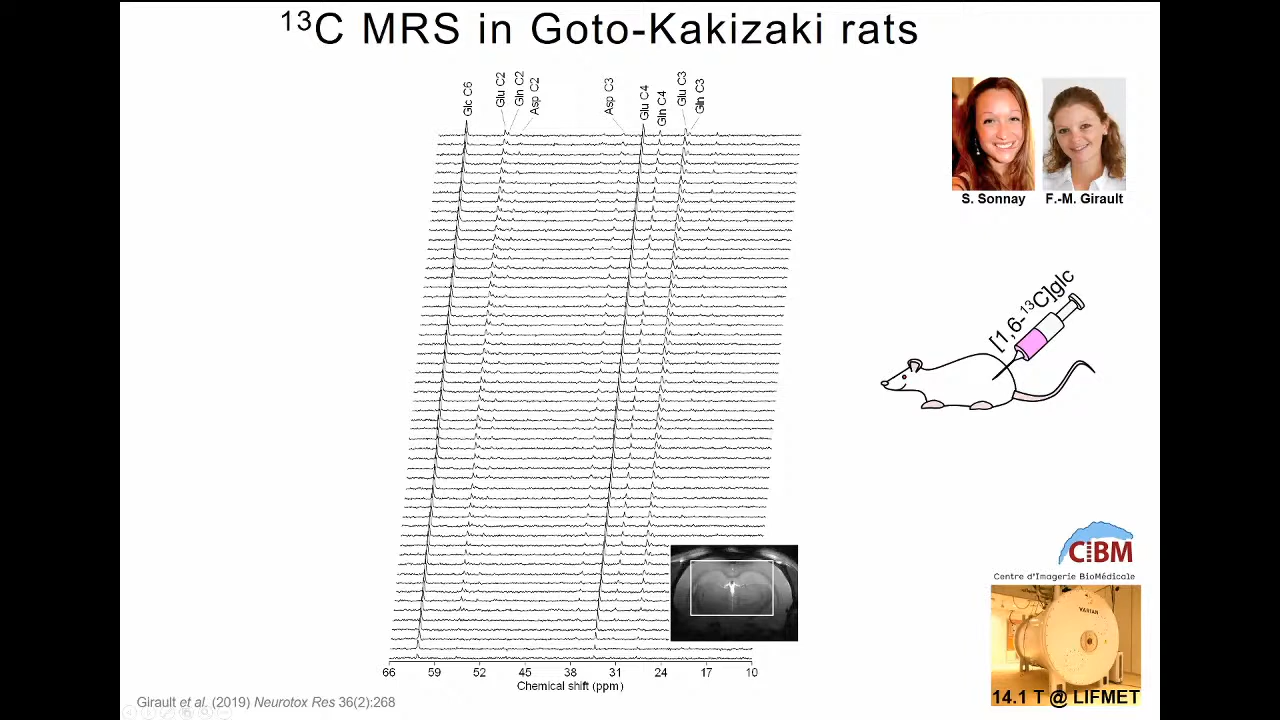 ¹³C MRS in Goto-Kakizaki rats
Glc C6
Glu C2
Gln C2
Asp C2
Asp C3
Glu C4
Gln C4
Glu C3
Gln C3
S. Sonnay
F.-M. Girault
[1,6-¹³C]glc
CiBM
Centre d'Imagerie BioMédicale
VARIAN
14.1 T @ LIFMET
66 59 52 45 38 31 24 17 10
Chemical shift (ppm)
Girault et al. (2019) Neurotox Res 36(2):268